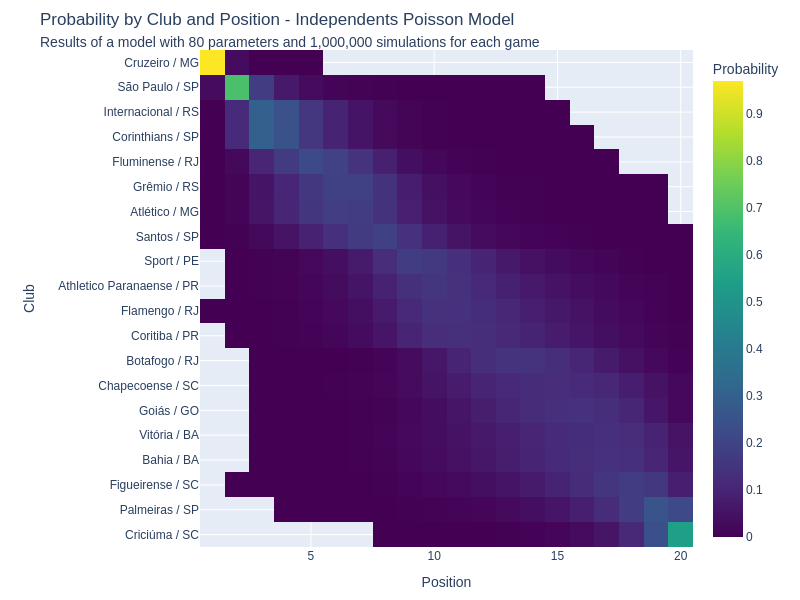 Probability by Club and Position - Independents Poisson Model
Results of a model with 80 parameters and 1,000,000 simulations for each game
Probability
Club
Cruzeiro / MG
São Paulo / SP
Internacional / RS
Corinthians / SP
Fluminense / RJ
Grêmio / RS
Atlético / MG
Santos / SP
Sport / PE
Athletico Paranaense / PR
Flamengo / RJ
Coritiba / PR
Botafogo / RJ
Chapecoense / SC
Goiás / GO
Vitória / BA
Bahia / BA
Figueirense / SC
Palmeiras / SP
Criciúma / SC
0.9
0.8
0.7
0.6
0.5
0.4
0.3
0.2
0.1
0
5 10 15 20
Position